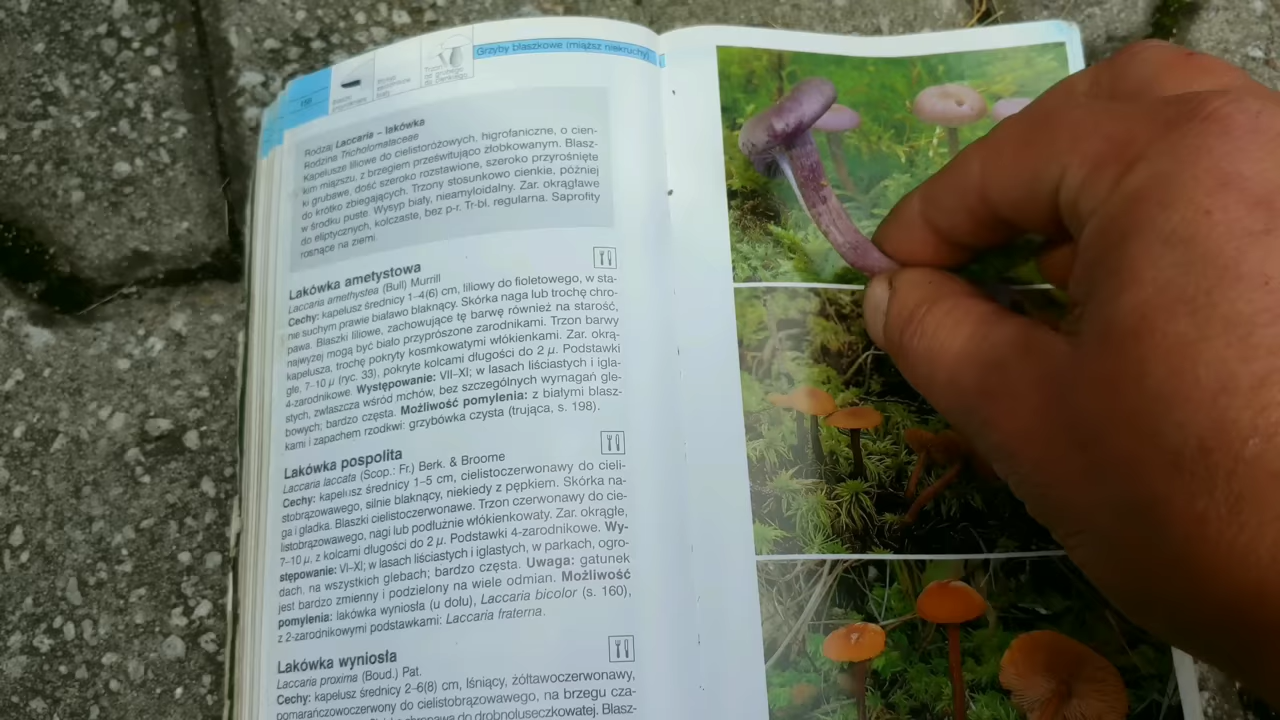 Grzyby blaszkowe (miąższ niekruchy)
Rodzaj Laccaria – lakówka
Rodzina Tricholomataceae
Kapelusze liliowe do cielistoróżowych, higrofaniczne, o cien-
kim miąższu, z brzegiem prześwitująco żłobkowanym. Blasz-
ki grubawe, dość szeroko rozstawione, szeroko przyrośnięte
do krótko zbiegających. Trzony stosunkowo cienkie, później
w środku puste. Wysyp biały, nieamyloidalny. Zar. okrągławe
do eliptycznych, kolczaste, bez p-r. Tr-bl. regularna. Saprofity
rosnące na ziemi.
Lakówka ametystowa
Laccaria amethystea (Bull) Murrill
Cechy: kapelusz średnicy 1–4(6) cm, liliowy do fioletowego, w sta-
nie suchym prawie białawo blaknący. Skórka naga lub trochę chro-
pawa. Blaszki liliowe, zachowujące tę barwę również na starość,
najwyżej mogą być biało przyprószone zarodnikami. Trzon barwy
kapelusza, trochę pokryty kosmkowatymi włókienkami. Zar. okrą-
głe, 7–10 µ (ryc. 33), pokryte kolcami długości do 2 µ. Podstawki
4-zarodnikowe. Występowanie: VII–XI; w lasach liściastych i igla-
stych, zwłaszcza wśród mchów, bez szczególnych wymagań gle-
bowych; bardzo częsta. Możliwość pomylenia: z białymi blasz-
kami i zapachem rzodkwi: grzybówka czysta (trująca, s. 198).
Lakówka pospolita
Laccaria laccata (Scop.: Fr.) Berk. & Broome
Cechy: kapelusz średnicy 1–5 cm, cielistoczerwonawy do cieli-
stobrązowawego, silnie blaknący, niekiedy z pępkiem. Skórka na-
ga i gładka. Blaszki cielistoczerwonawe. Trzon czerwonawy do cie-
listobrązowawego, nagi lub podłużnie włókienkowaty. Zar. okrągłe,
7–10 µ, z kolcami długości do 2 µ. Podstawki 4-zarodnikowe. Wy-
stępowanie: VI–XI; w lasach liściastych i iglastych, w parkach, ogro-
dach, na wszystkich glebach; bardzo częsta. Uwaga: gatunek
jest bardzo zmienny i podzielony na wiele odmian. Możliwość
pomylenia: lakówka wyniosła (u dołu), Laccaria bicolor (s. 160),
z 2-zarodnikowymi podstawkami: Laccaria fraterna.
Lakówka wyniosła
Laccaria proxima (Boud.) Pat.
Cechy: kapelusz średnicy 2–6(8) cm, lśniący, żółtawoczerwonawy,
pomarańczowoczerwony do cielistobrązowawego, na brzegu cza-
do drobnołuseczkowatej. Blasz-